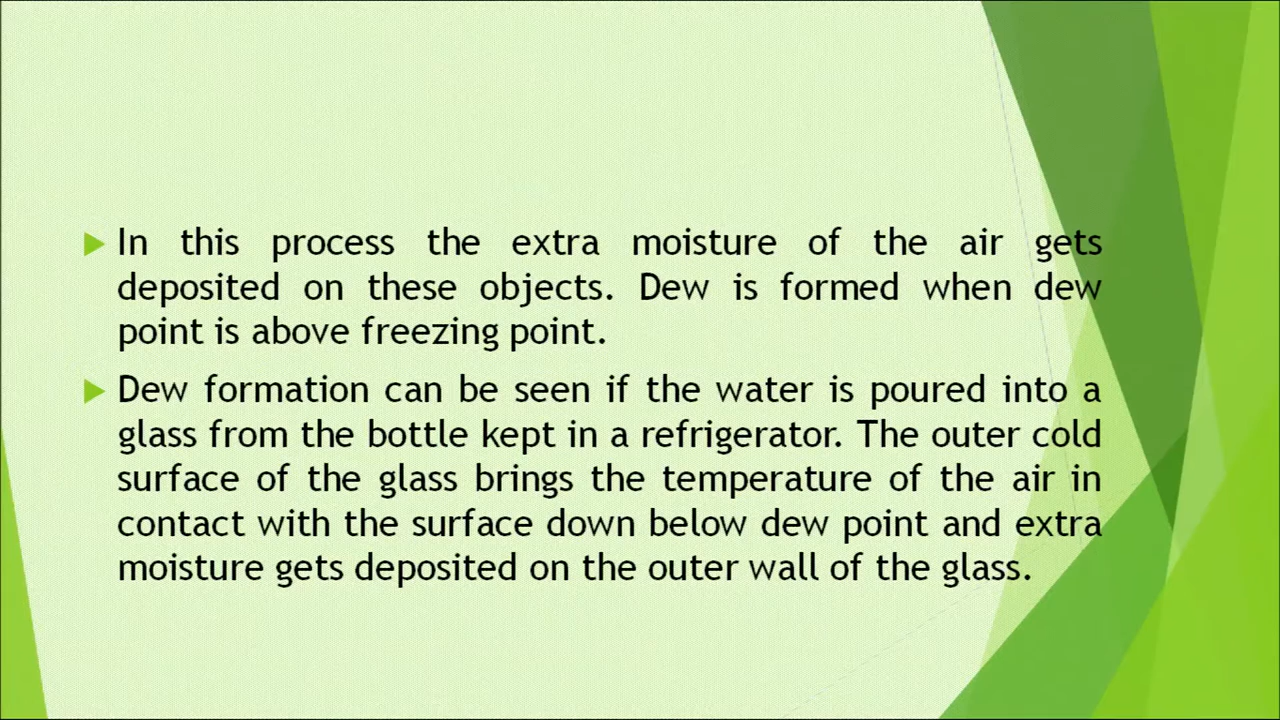 In this process the extra moisture of the air gets
deposited on these objects. Dew is formed when dew
point is above freezing point.
Dew formation can be seen if the water is poured into a
glass from the bottle kept in a refrigerator. The outer cold
surface of the glass brings the temperature of the air in
contact with the surface down below dew point and extra
moisture gets deposited on the outer wall of the glass.